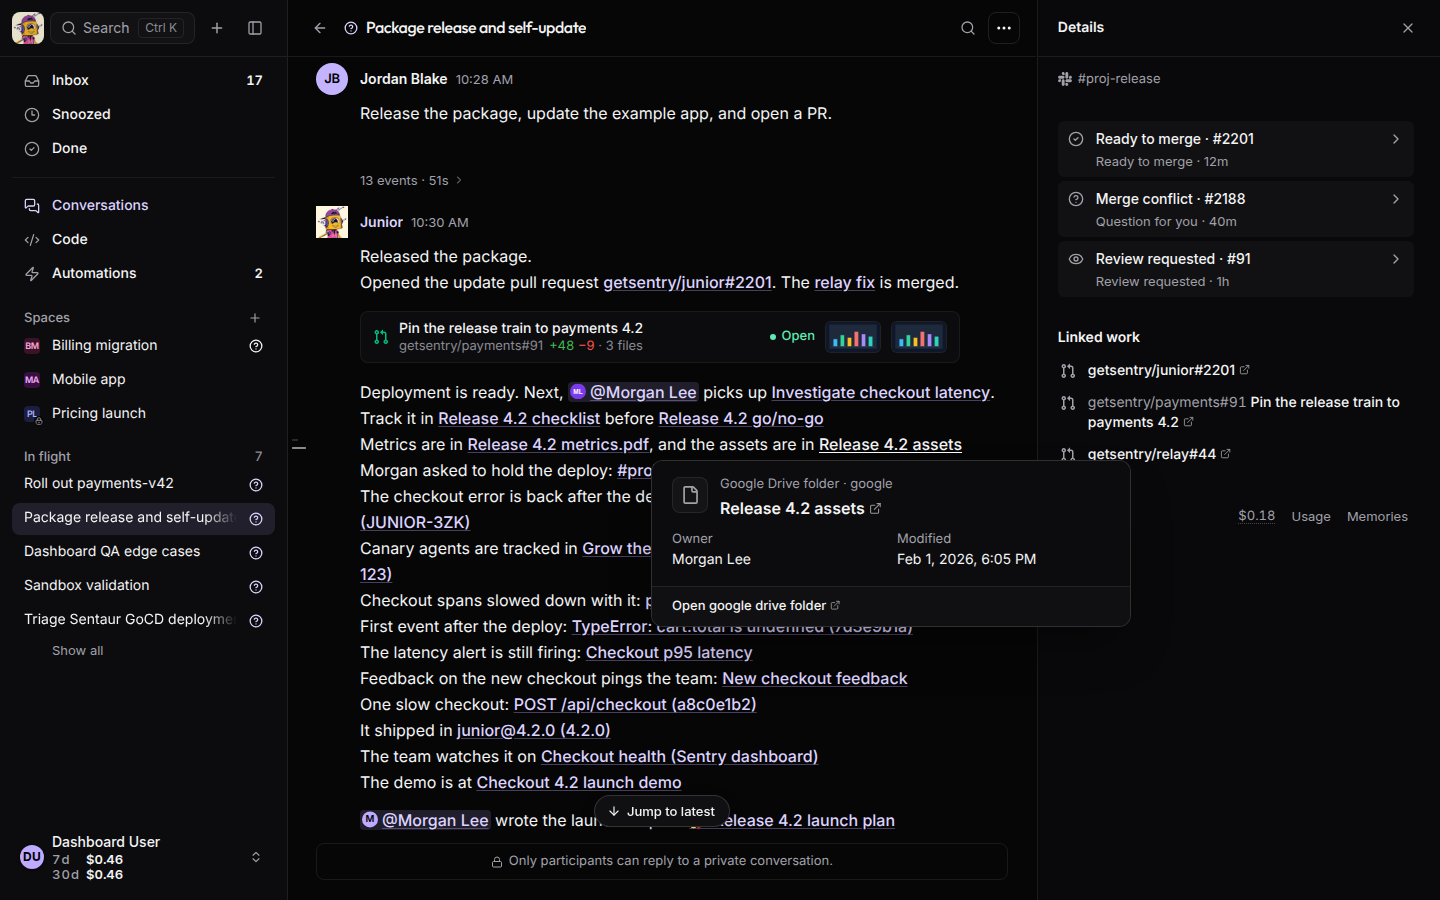 Search
Ctrl K
Inbox
17
Snoozed
Done
Conversations
Code
Automations
2
Spaces
BM
Billing migration
MA
Mobile app
PL
Pricing launch
In flight
7
Roll out payments-v42
Package release and self-updat
Dashboard QA edge cases
Sandbox validation
Triage Sentaur GoCD deployme
Show all
DU
Dashboard User
7d $0.46
30d $0.46
Package release and self-update
JB
Jordan Blake 10:28 AM
Release the package, update the example app, and open a PR.
13 events · 51s
Junior 10:30 AM
Released the package.
Opened the update pull request getsentry/junior#2201. The relay fix is merged.
Pin the release train to payments 4.2
getsentry/payments#91 +48 −9 · 3 files
Open
Deployment is ready. Next, ML @Morgan Lee picks up Investigate checkout latency.
Track it in Release 4.2 checklist before Release 4.2 go/no-go
Metrics are in Release 4.2 metrics.pdf, and the assets are in Release 4.2 assets
Morgan asked to hold the deploy: #pro
The checkout error is back after the de
(JUNIOR-3ZK)
Canary agents are tracked in Grow the
123)
Checkout spans slowed down with it: p
First event after the deploy: TypeError: cart.total is undefined (7d3e9b1a)
The latency alert is still firing: Checkout p95 latency
Feedback on the new checkout pings the team: New checkout feedback
One slow checkout: POST /api/checkout (a8c0e1b2)
It shipped in junior@4.2.0 (4.2.0)
The team watches it on Checkout health (Sentry dashboard)
The demo is at Checkout 4.2 launch demo
M @Morgan Lee wrote the laun
elease 4.2 launch plan
Jump to latest
Only participants can reply to a private conversation.
Google Drive folder · google
Release 4.2 assets
Owner
Morgan Lee
Modified
Feb 1, 2026, 6:05 PM
Open google drive folder
Details
#proj-release
Ready to merge · #2201
Ready to merge · 12m
Merge conflict · #2188
Question for you · 40m
Review requested · #91
Review requested · 1h
Linked work
getsentry/junior#2201
getsentry/payments#91 Pin the release train to
payments 4.2
getsentry/relay#44
$0.18 Usage Memories